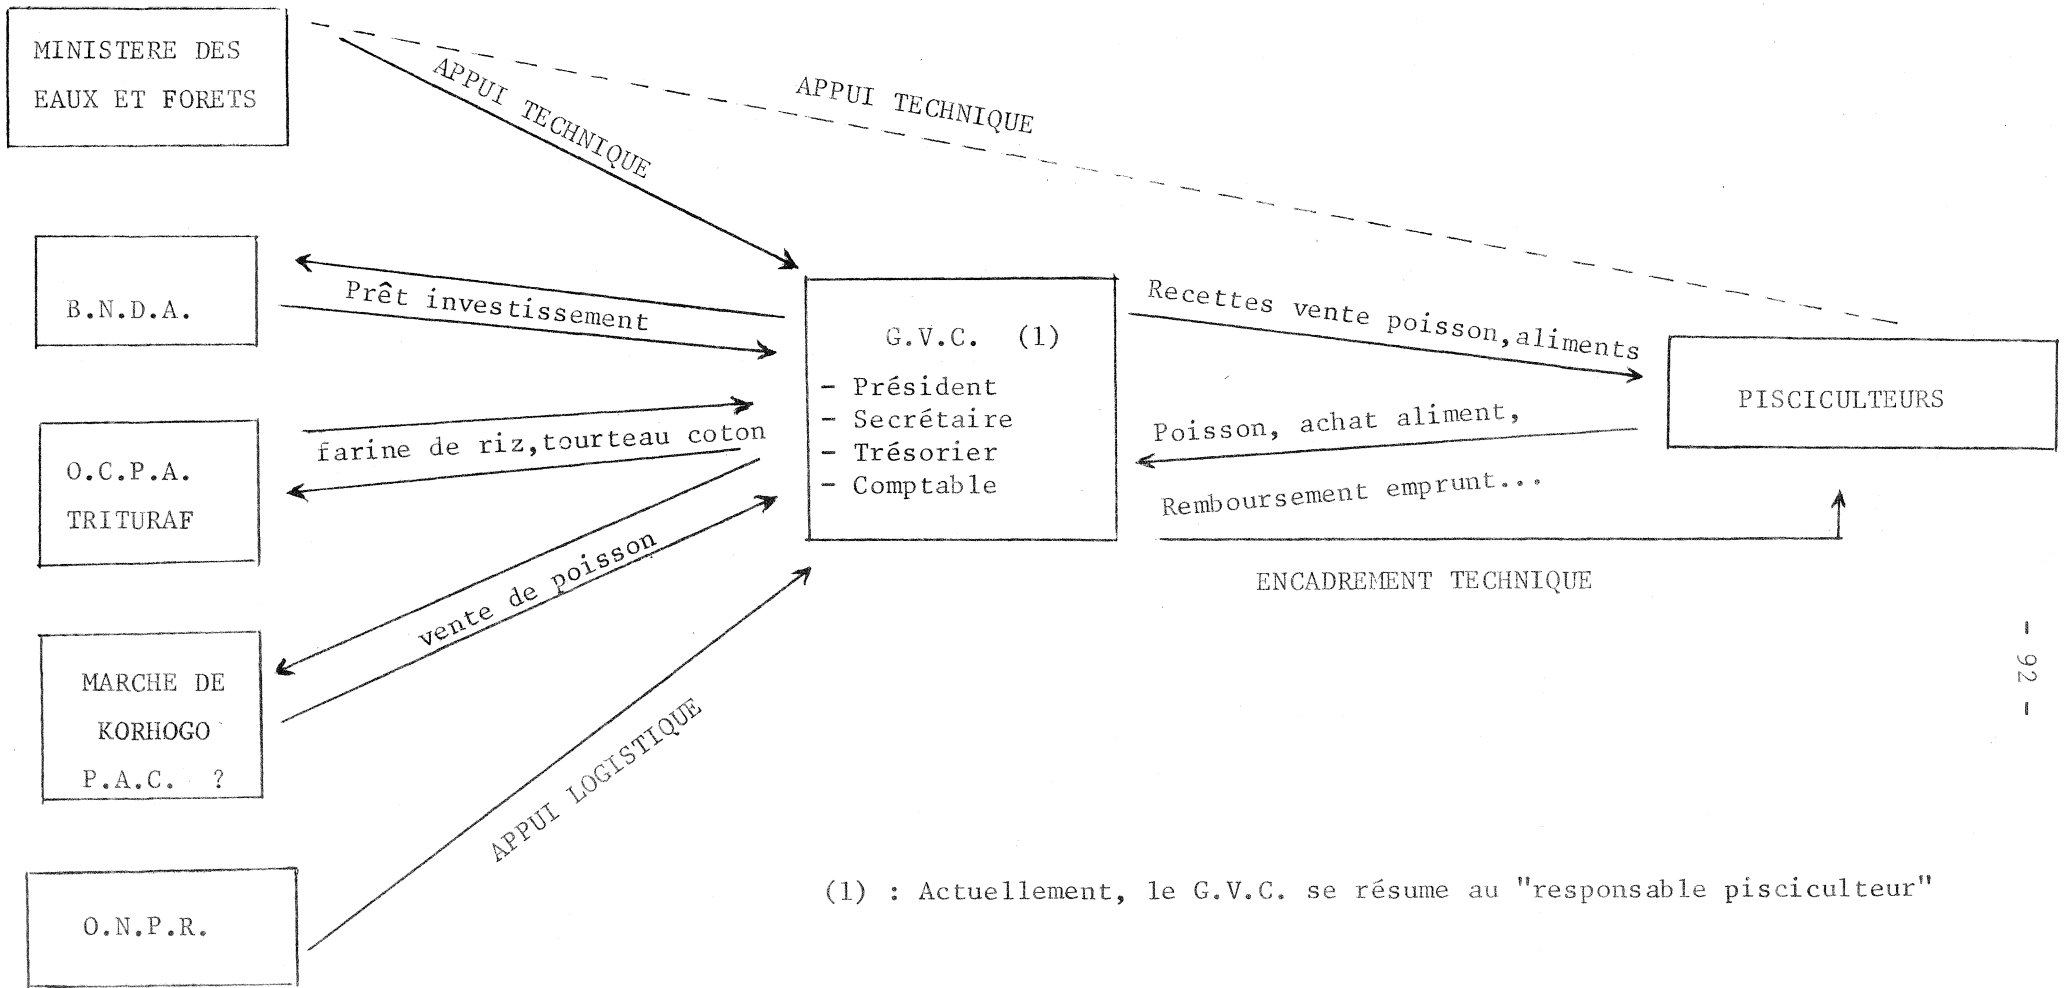 MINISTERE DES
EAUX ET FORETS
APPUI TECHNIQUE
APPUI TECHNIQUE
B.N.D.A.
Prêt investissement
O.C.P.A.
TRITURAF
farine de riz,tourteau coton
MARCHE DE
KORHOGO
P.A.C. ?
vente de poisson
O.N.P.R.
APPUI LOGISTIQUE
G.V.C. (1)
- Président
- Secrétaire
- Trésorier
- Comptable
Recettes vente poisson,aliments
Poisson, achat aliment,
Remboursement emprunt...
PISCICULTEURS
ENCADREMENT TECHNIQUE
- 92 -
(1) : Actuellement, le G.V.C. se résume au "responsable pisciculteur"